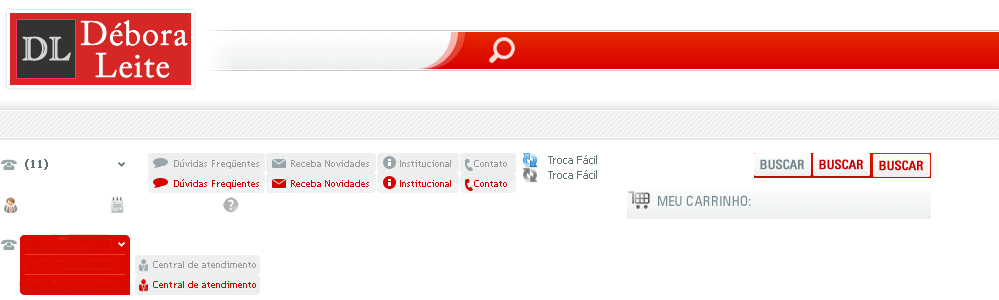 DL Débora
Leite
(11)
Dúvidas Freqüentes Receba Novidades Institucional Contato
Dúvidas Freqüentes Receba Novidades Institucional Contato
Troca Fácil
Troca Fácil
BUSCAR BUSCAR BUSCAR
MEU CARRINHO:
Central de atendimento
Central de atendimento